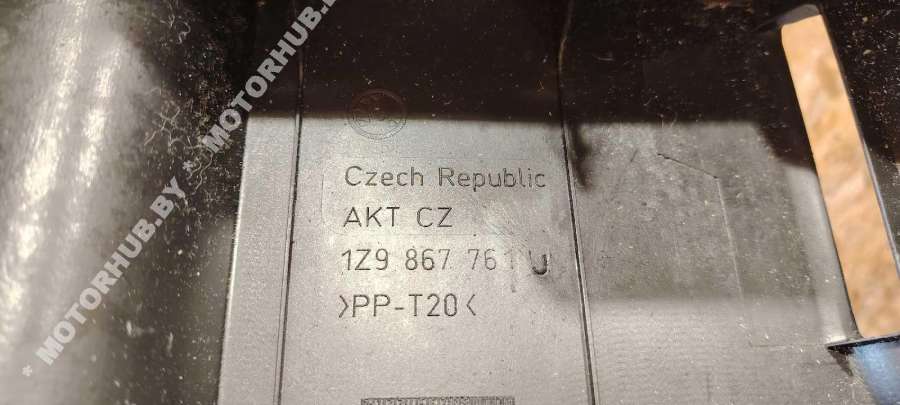 * MOTORHUB.BY * MOTORHUB.BY
Czech Republic
AKT CZ
1Z9 867 761 U
>PP-T20<